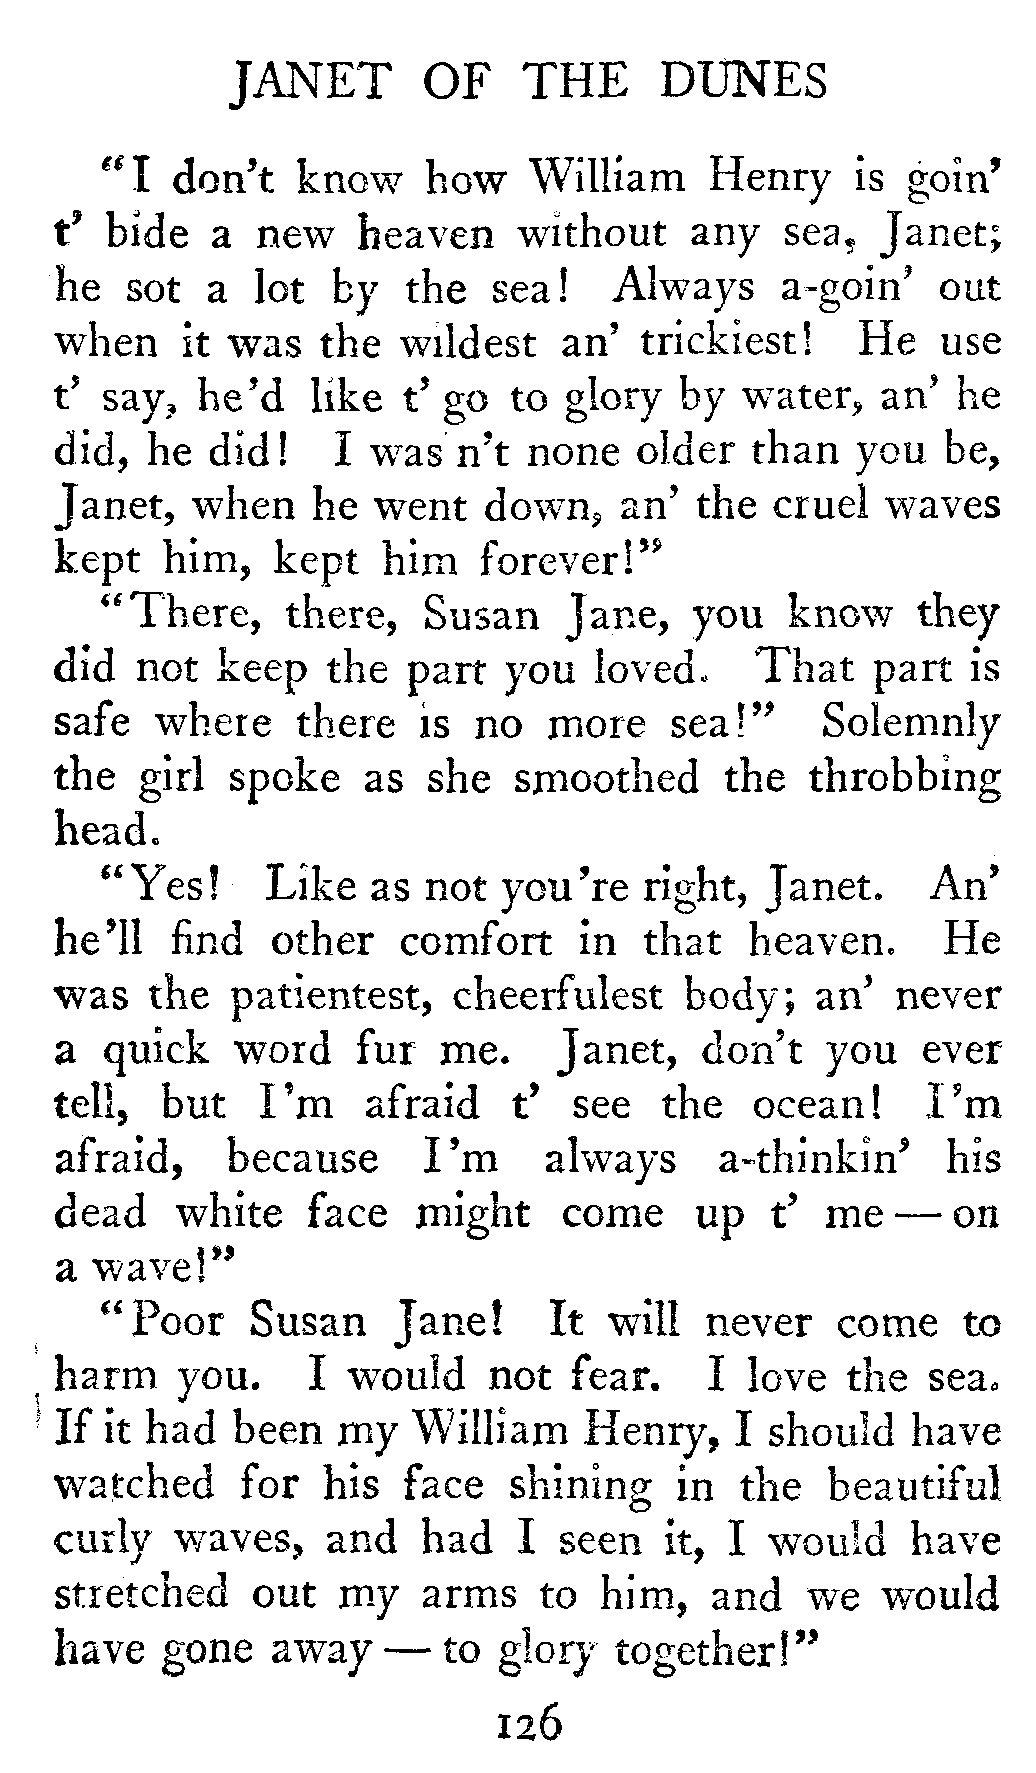 JANET OF THE DUNES
"I don't know how William Henry is goin'
t' bide a new heaven without any sea, Janet;
he sot a lot by the sea! Always a-goin' out
when it was the wildest an' trickiest! He use
t' say, he'd like t' go to glory by water, an' he
did, he did! I was n't none older than you be,
Janet, when he went down, an' the cruel waves
kept him, kept him forever!"
"There, there, Susan Jane, you know they
did not keep the part you loved. That part is
safe where there is no more sea!" Solemnly
the girl spoke as she smoothed the throbbing
head.
"Yes! Like as not you're right, Janet. An'
he'll find other comfort in that heaven. He
was the patientest, cheerfulest body; an' never
a quick word fur me. Janet, don't you ever
tell, but I'm afraid t' see the ocean! I'm
afraid, because I'm always a-thinkin' his
dead white face might come up t' me — on
a wave!"
"Poor Susan Jane! It will never come to
harm you. I would not fear. I love the sea.
If it had been my William Henry, I should have
watched for his face shining in the beautiful
curly waves, and had I seen it, I would have
stretched out my arms to him, and we would
have gone away — to glory together!"
126